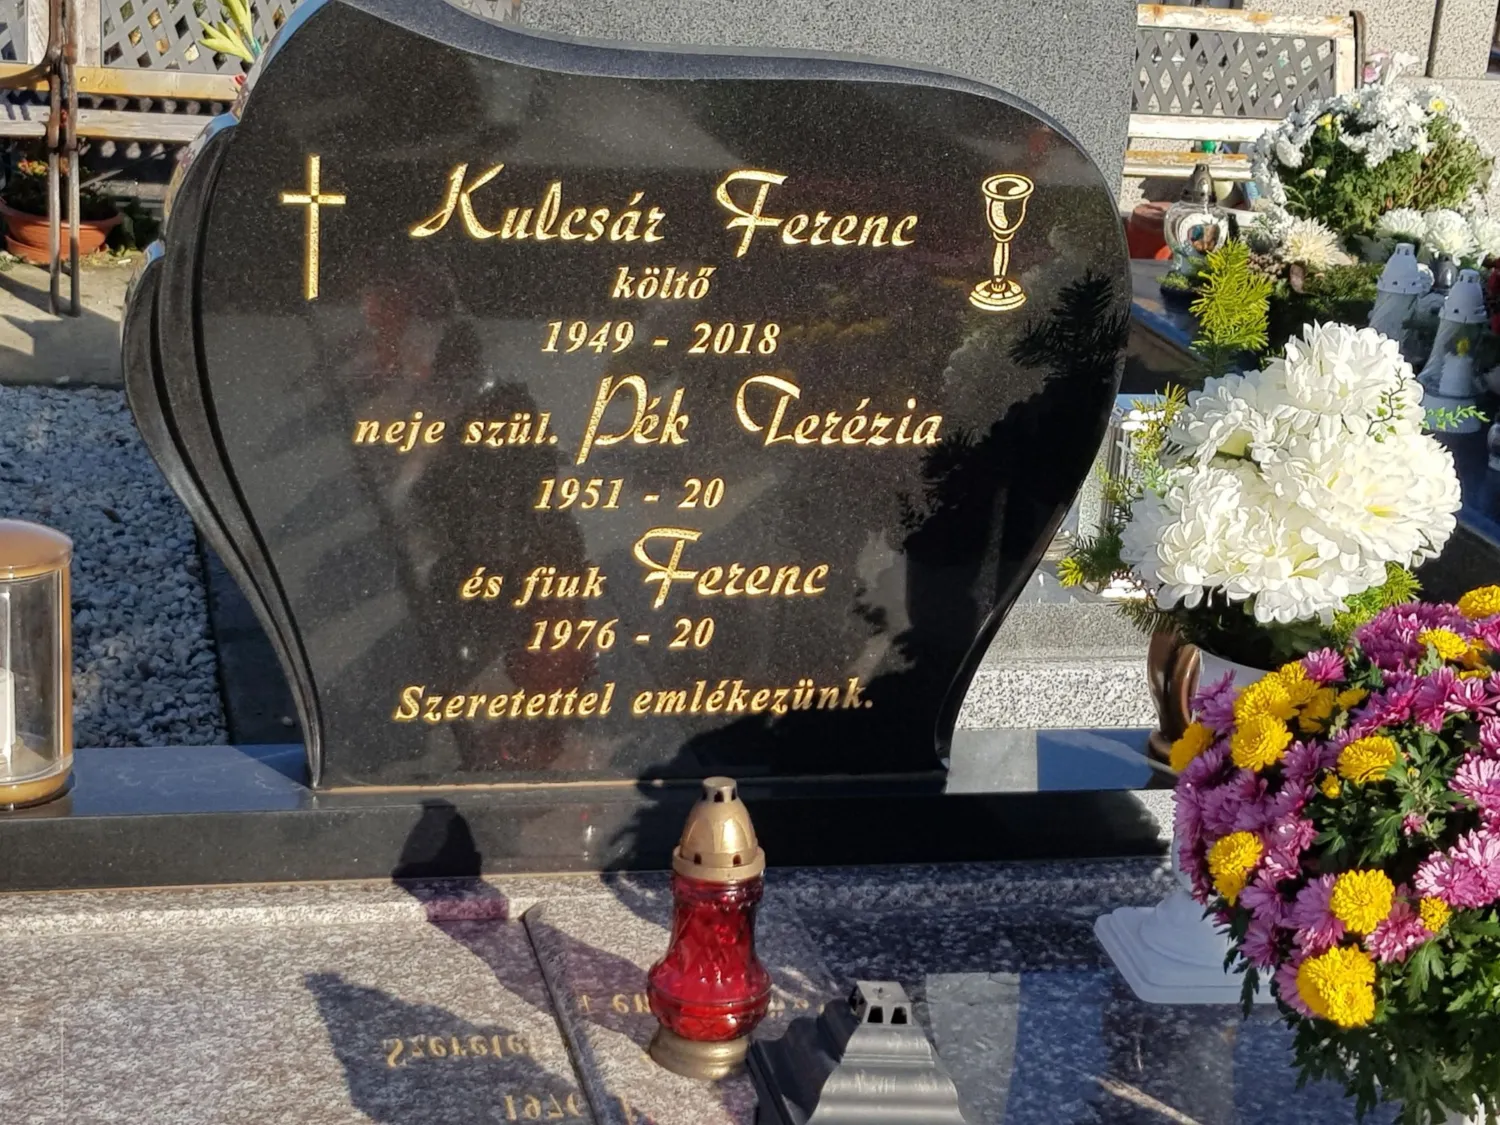 Kulcsár Ferenc
költő
1949 - 2018
neje szül. Pék Terézia
1951 - 20
és fiuk Ferenc
1976 - 20
Szeretettel emlékezünk.